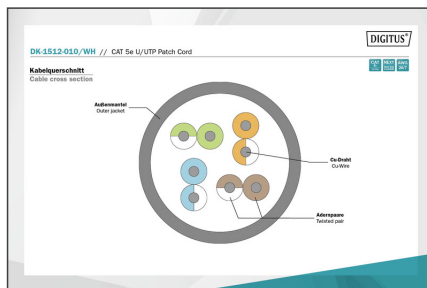 DIGITUS®
DK-1512-010/WH // CAT 5e U/UTP Patch Cord
Kabelquerschnitt
Cable cross section
Außenmantel
Outer jacket
Cu-Draht
Cu-Wire
Adernpaare
Twisted pair